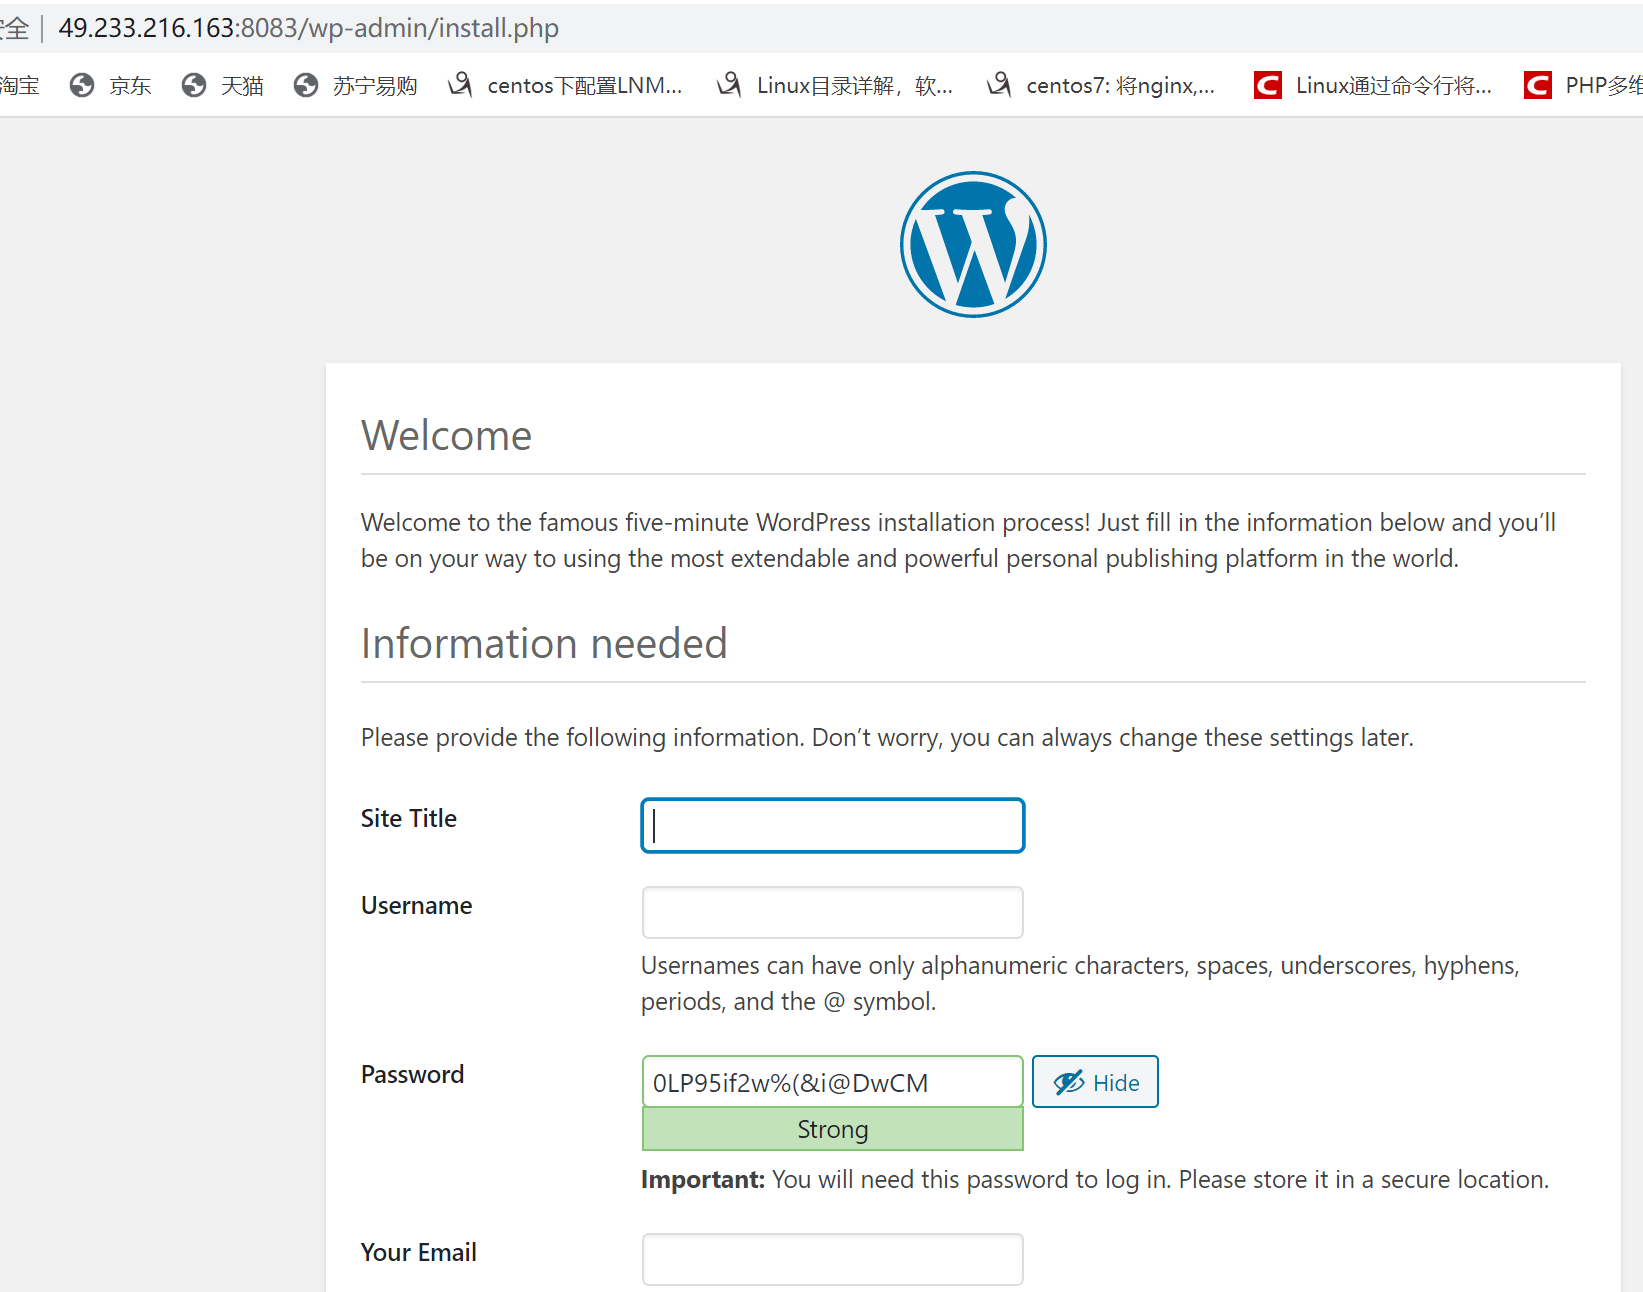 安全 49.233.216.163:8083/wp-admin/install.php
淘宝 京东 天猫 苏宁易购 centos下配置LNM... Linux目录详解，软... centos7: 将nginx,... Linux通过命令行将... PHP多维
Welcome
Welcome to the famous five-minute WordPress installation process! Just fill in the information below and you’ll
be on your way to using the most extendable and powerful personal publishing platform in the world.
Information needed
Please provide the following information. Don’t worry, you can always change these settings later.
Site Title
Username
Usernames can have only alphanumeric characters, spaces, underscores, hyphens,
periods, and the @ symbol.
Password 0LP95if2w%(&i@DwCM Hide
Strong
Important: You will need this password to log in. Please store it in a secure location.
Your Email